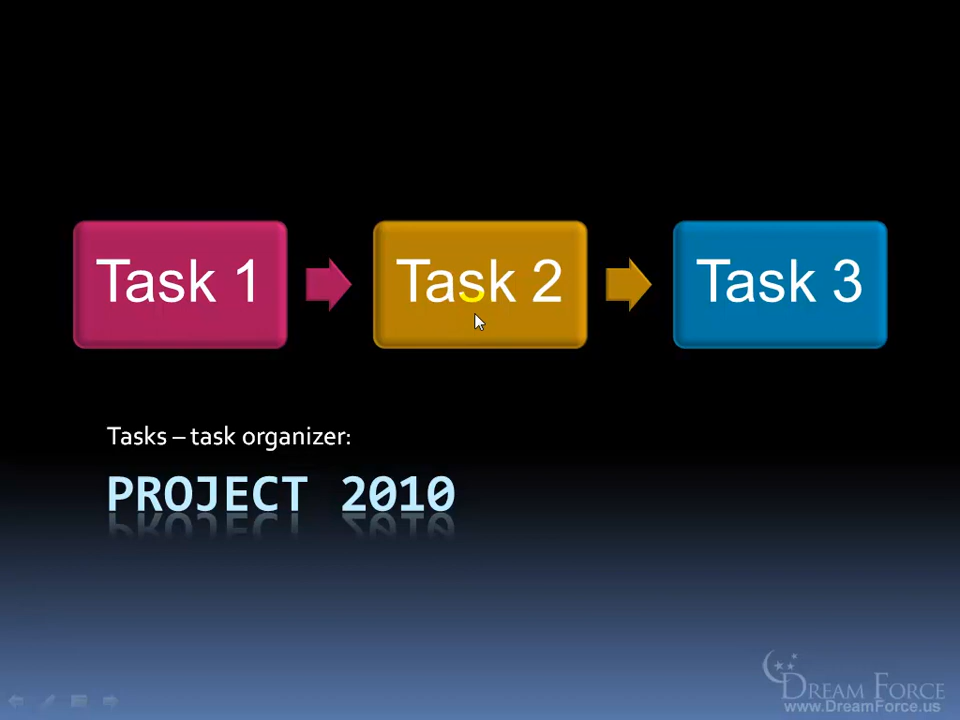 Task 1
Task 2
Task 3
Tasks – task organizer:
PROJECT 2010
DREAM FORCE
www.DreamForce.us